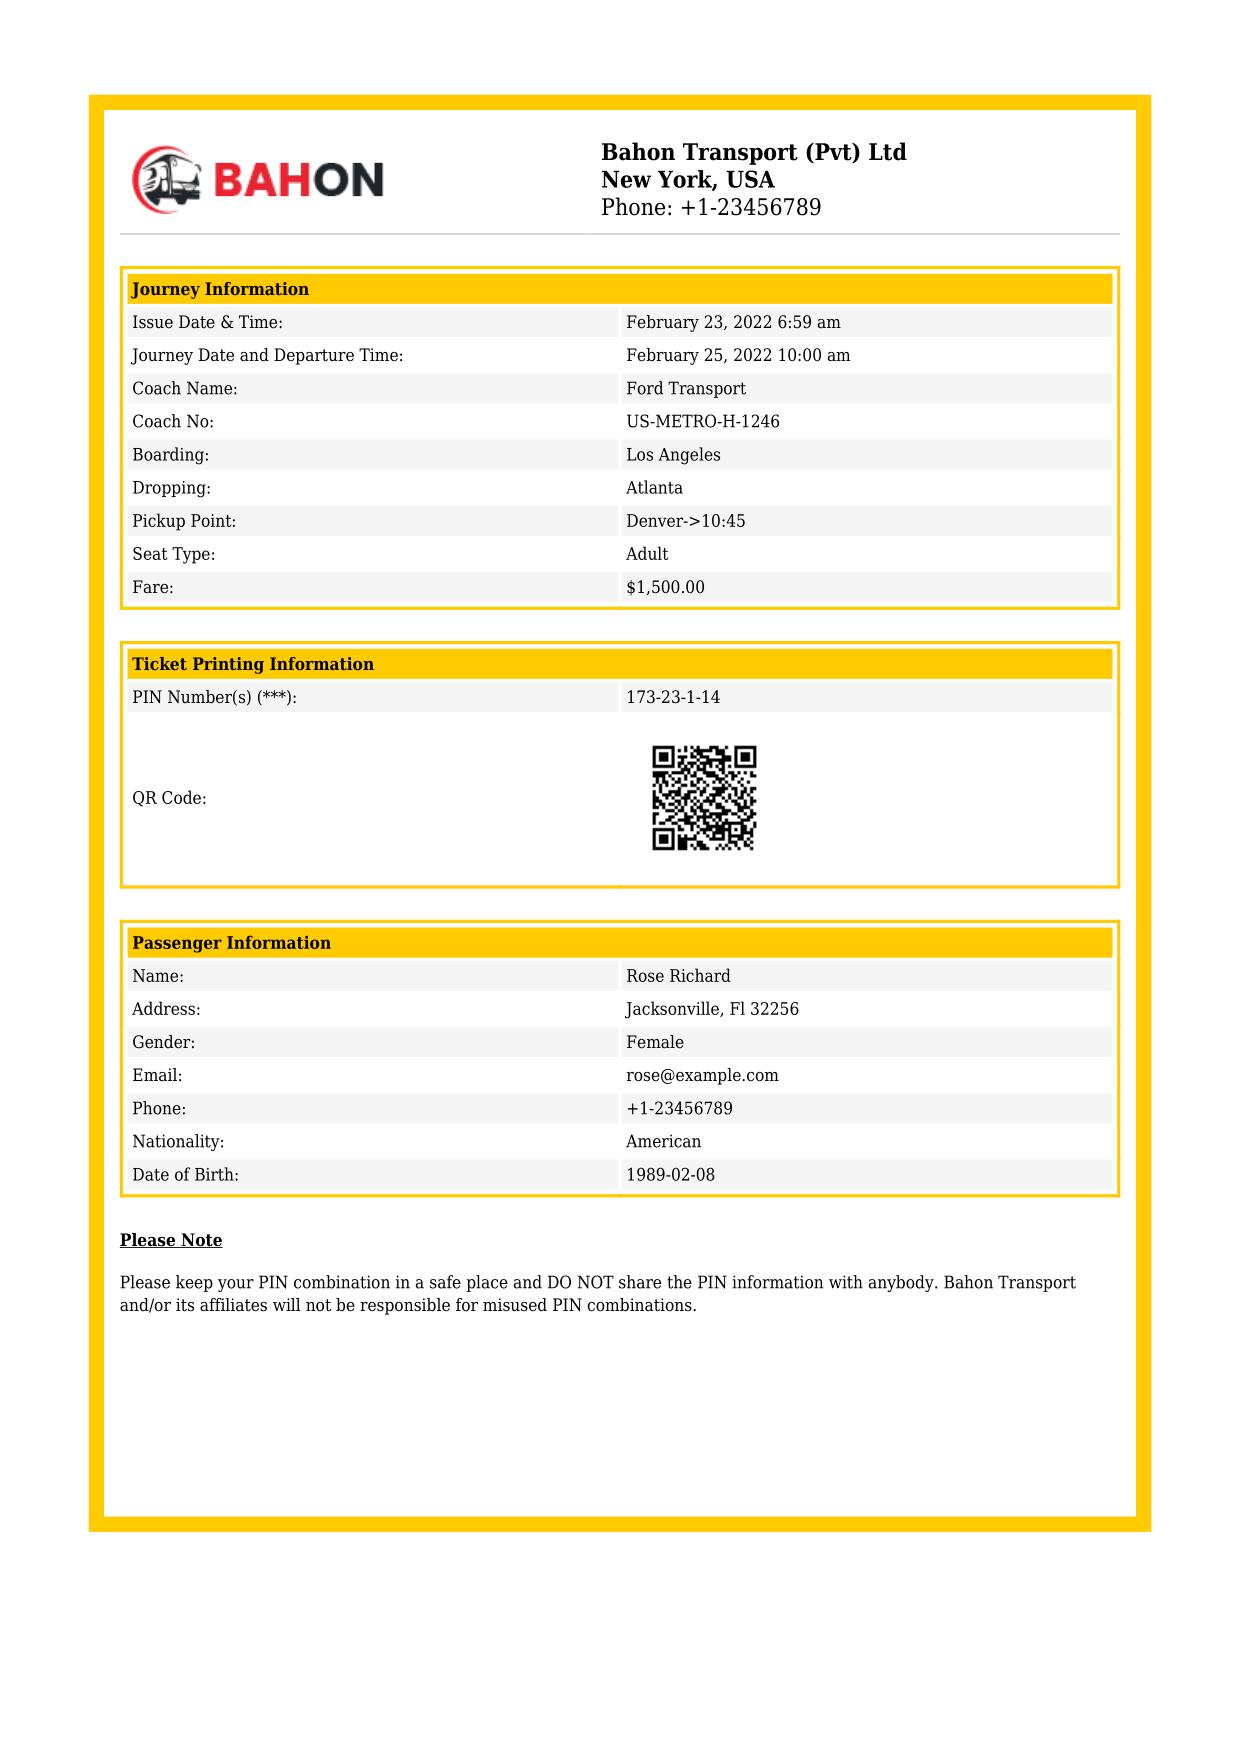 BAHON
Bahon Transport (Pvt) Ltd
New York, USA
Phone: +1-23456789
Journey Information
Issue Date & Time: February 23, 2022 6:59 am
Journey Date and Departure Time: February 25, 2022 10:00 am
Coach Name: Ford Transport
Coach No: US-METRO-H-1246
Boarding: Los Angeles
Dropping: Atlanta
Pickup Point: Denver->10:45
Seat Type: Adult
Fare: $1,500.00
Ticket Printing Information
PIN Number(s) (***): 173-23-1-14
QR Code:
Passenger Information
Name: Rose Richard
Address: Jacksonville, Fl 32256
Gender: Female
Email: rose@example.com
Phone: +1-23456789
Nationality: American
Date of Birth: 1989-02-08
Please Note
Please keep your PIN combination in a safe place and DO NOT share the PIN information with anybody. Bahon Transport
and/or its affiliates will not be responsible for misused PIN combinations.